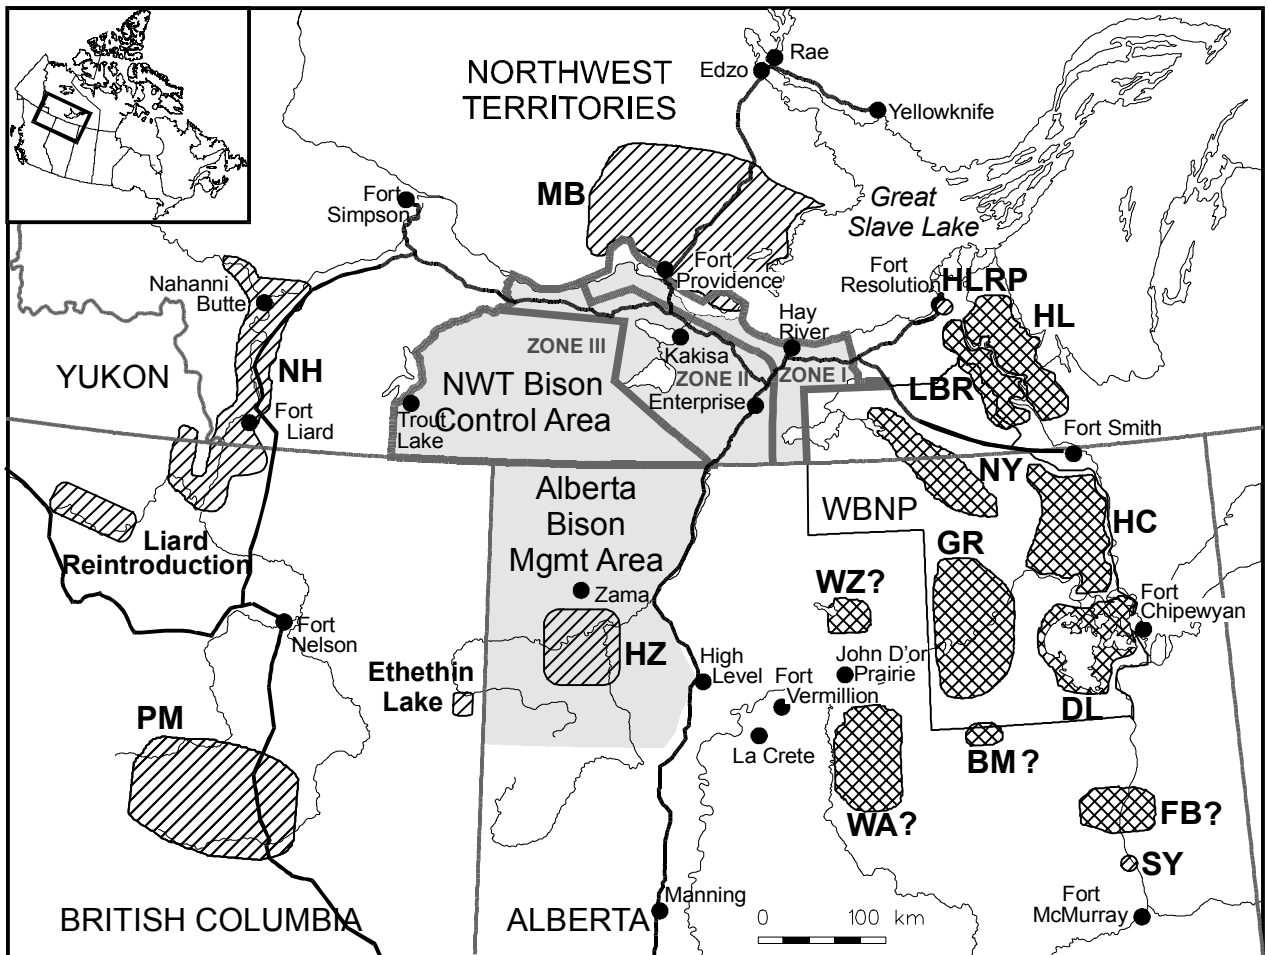 Rae
Edzo
NORTHWEST
TERRITORIES
Yellowknife
MB
Fort
Simpson
Great
Slave Lake
Fort
Providence
Fort
Resolution
HLRP
Nahanni
Butte
Hay
River
HL
ZONE III
Kakisa
YUKON
NH
NWT Bison
Control Area
ZONE II
ZONE I
LBR
Enterprise
Trout
Lake
Fort
Liard
Fort Smith
NY
Alberta
Bison
Mgmt Area
WBNP
HC
Liard
Reintroduction
GR
WZ?
Zama
Fort
Chipewyan
Fort
Nelson
HZ
High
Level
John D'or
Prairie
Ethethin
Lake
Fort
Vermillion
DL
PM
La Crete
BM ?
WA?
FB?
SY
Manning
Fort
McMurray
BRITISH COLUMBIA
ALBERTA
0 100 km